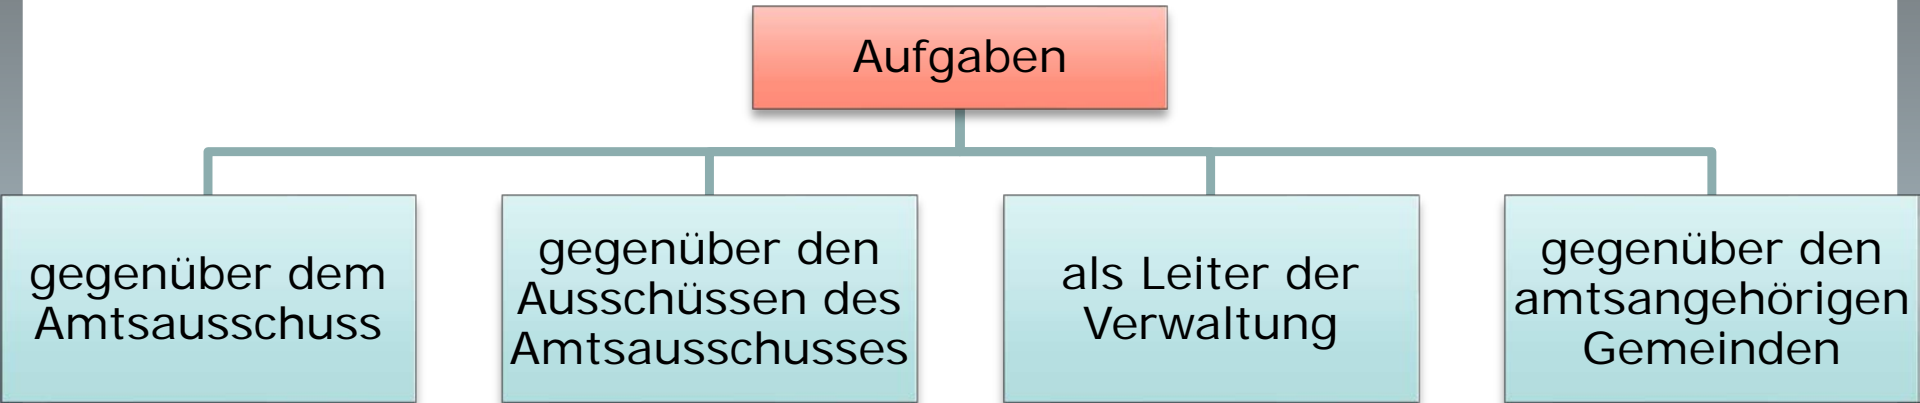 Aufgaben
gegenüber dem
Amtsausschuss
gegenüber den
Ausschüssen des
Amtsausschusses
als Leiter der
Verwaltung
gegenüber den
amtsangehörigen
Gemeinden